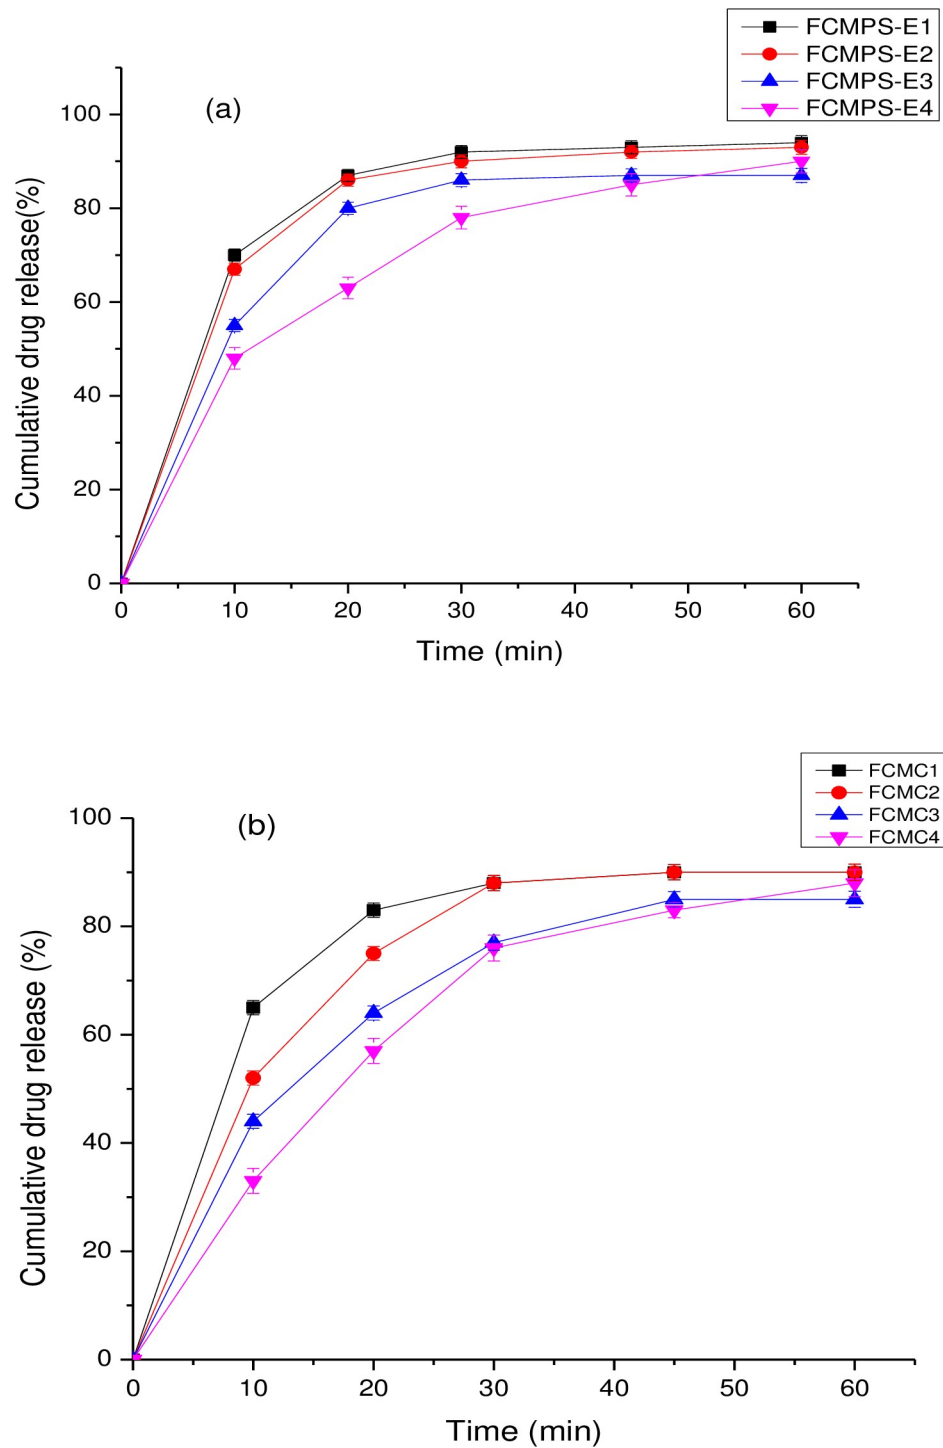 FCMPS-E1
FCMPS-E2
FCMPS-E3
FCMPS-E4
(a)
100
80
60
40
20
0
Cumulative drug release(%)
0 10 20 30 40 50 60
Time (min)
FCMC1
FCMC2
FCMC3
FCMC4
(b)
100
80
60
40
20
0
Cumulative drug release (%)
0 10 20 30 40 50 60
Time (min)